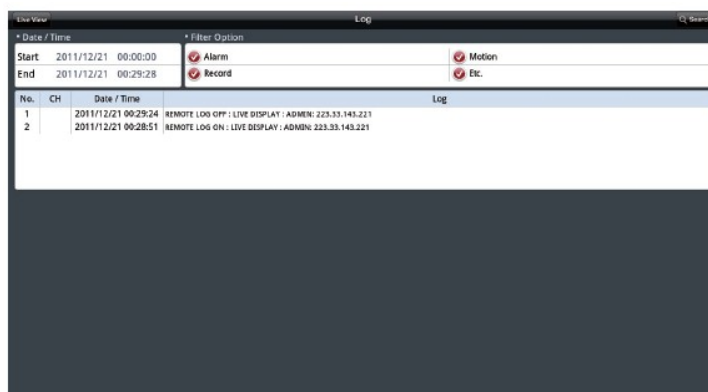 Live View
Log
Search
* Date / Time
* Filter Option
Start 2011/12/21 00:00:00
End 2011/12/21 00:29:28
Alarm
Motion
Record
Etc.
No. CH Date / Time Log
1 2011/12/21 00:29:24 REMOTE LOG OFF : LIVE DISPLAY : ADMIN: 223.33.143.221
2 2011/12/21 00:28:51 REMOTE LOG ON : LIVE DISPLAY : ADMIN: 223.33.143.221